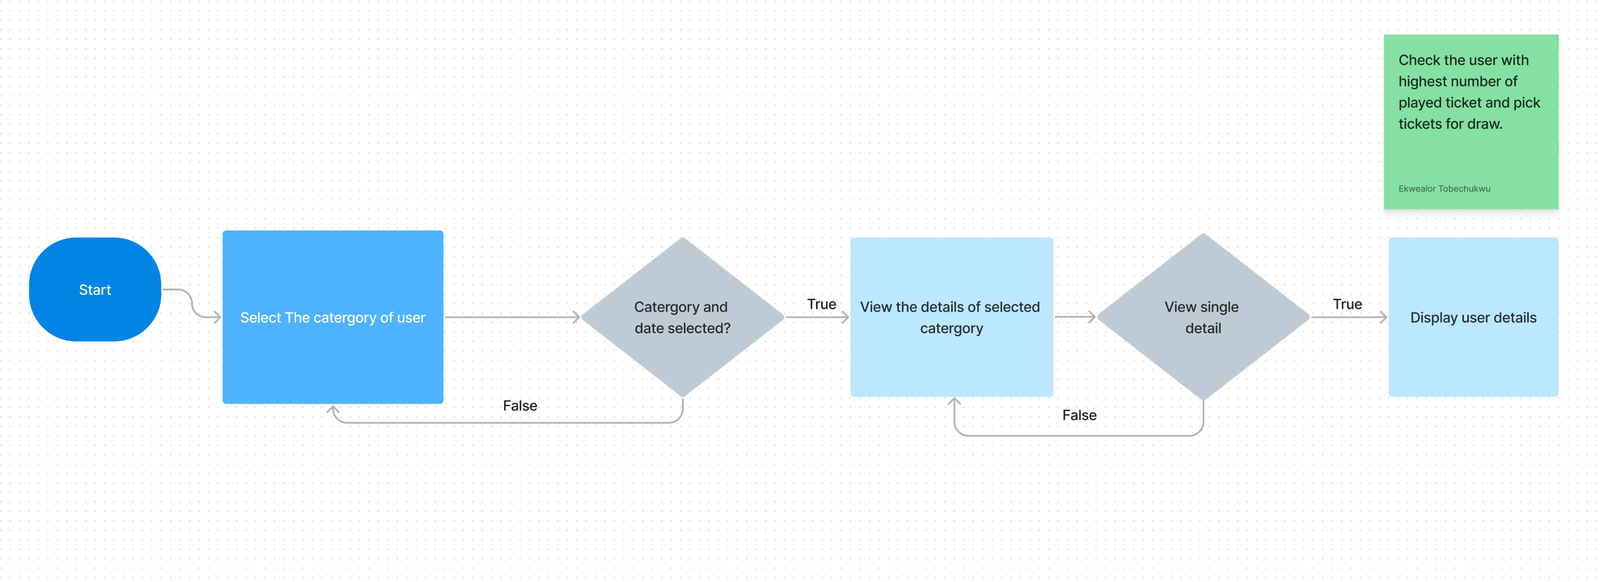 Check the user with
highest number of
played ticket and pick
tickets for draw.
Ekwealor Tobechukwu
Start
Select The catergory of user
Catergory and
date selected?
True
View the details of selected
catergory
View single
detail
True
Display user details
False
False